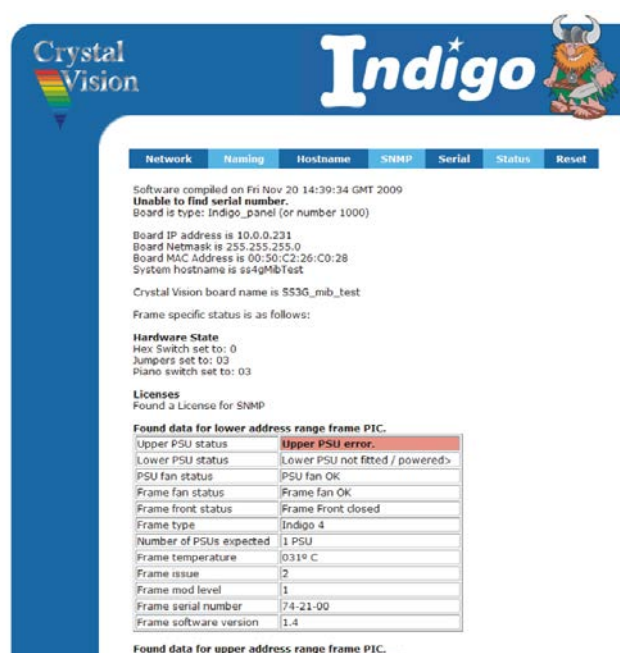 Crystal
Vision
Indigo
Network Naming Hostname SNMP Serial Status Reset
Software compiled on Fri Nov 20 14:39:34 GMT 2009
Unable to find serial number.
Board is type: Indigo_panel (or number 1000)
Board IP address is 10.0.0.231
Board Netmask is 255.255.255.0
Board MAC Address is 00:50:C2:26:C0:28
System hostname is ss4gMibTest
Crystal Vision board name is SS3G_mib_test
Frame specific status is as follows:
Hardware State
Hex Switch set to: 0
Jumpers set to: 03
Piano switch set to: 03
Licenses
Found a License for SNMP
Found data for lower address range frame PIC.
Upper PSU status Upper PSU error.
Lower PSU status Lower PSU not fitted / powered>
PSU fan status PSU fan OK
Frame fan status Frame fan OK
Frame front status Frame Front closed
Frame type Indigo 4
Number of PSUs expected 1 PSU
Frame temperature 031º C
Frame issue 2
Frame mod level 1
Frame serial number 74-21-00
Frame software version 1.4
Found data for upper address range frame PIC.